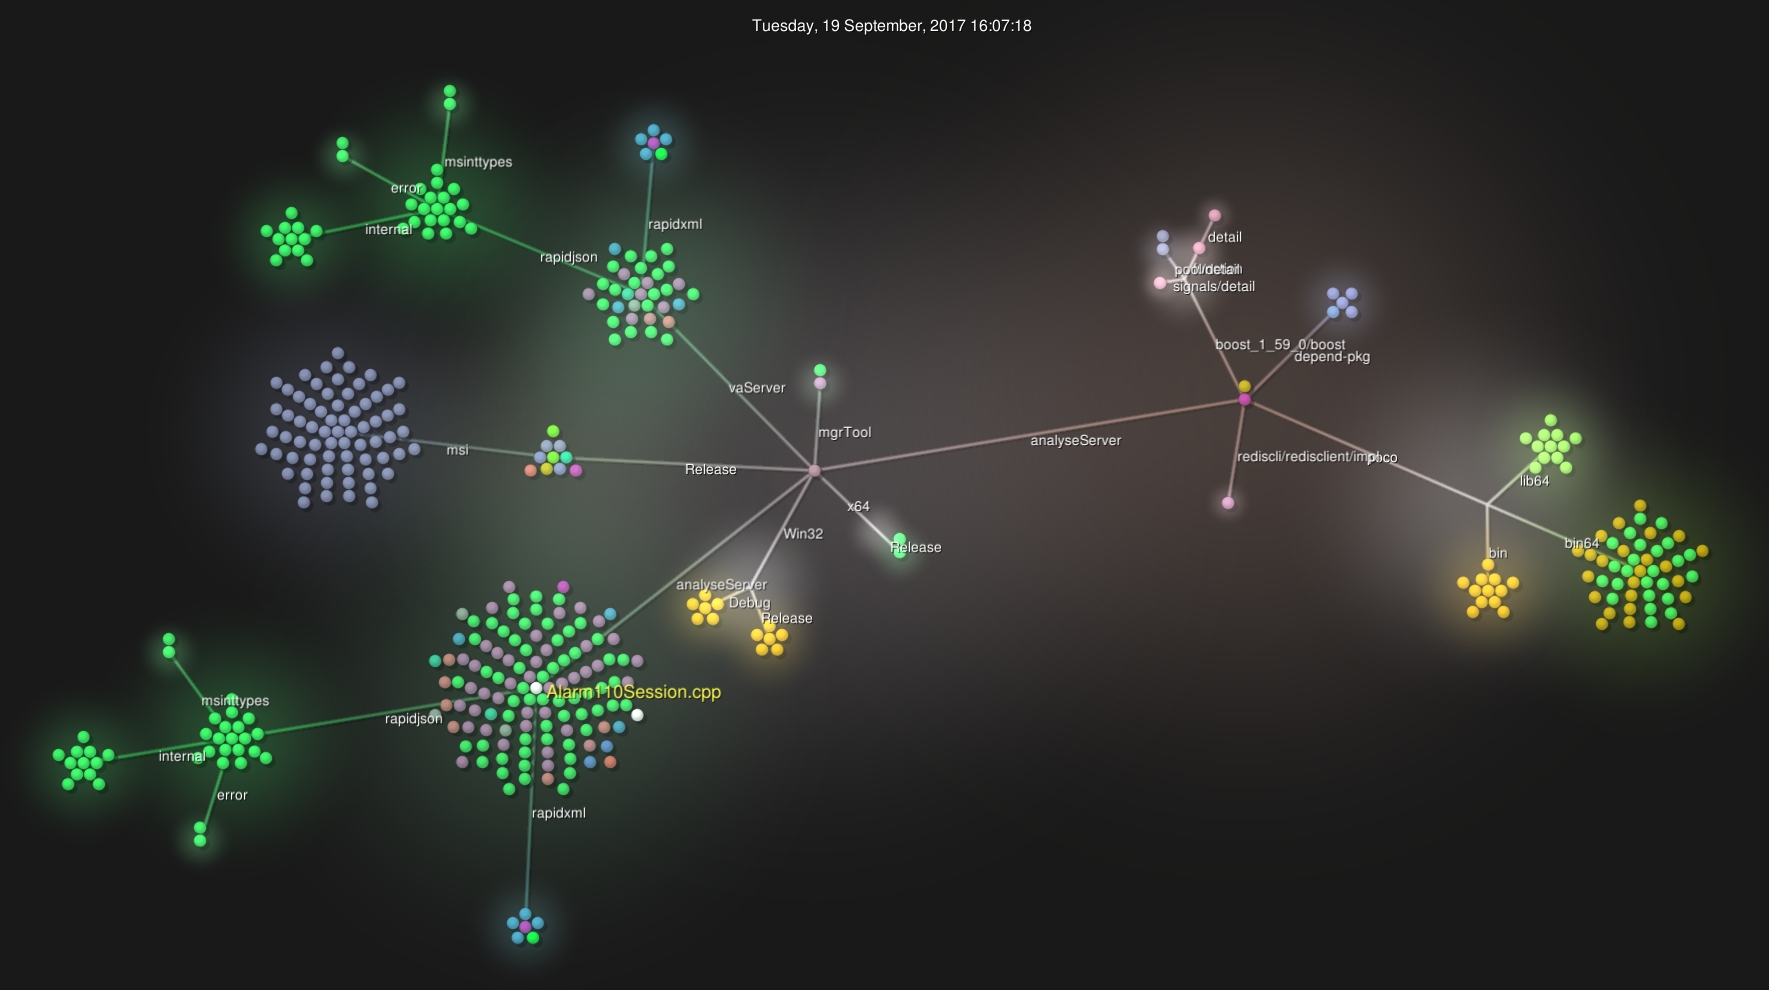 Tuesday, 19 September, 2017 16:07:18
msinttypes
error
internal
rapidjson
rapidxml
vaServer
mgrTool
msi
Release
analyseServer
detail
pool/detail
signals/detail
boost_1_59_0/boost
depend-pkg
rediscli/redisclient/impl
poco
lib64
bin64
bin
x64
Release
Win32
analyseServer
Debug
Release
Alarm110Session.cpp
rapidjson
msinttypes
internal
error
rapidxml